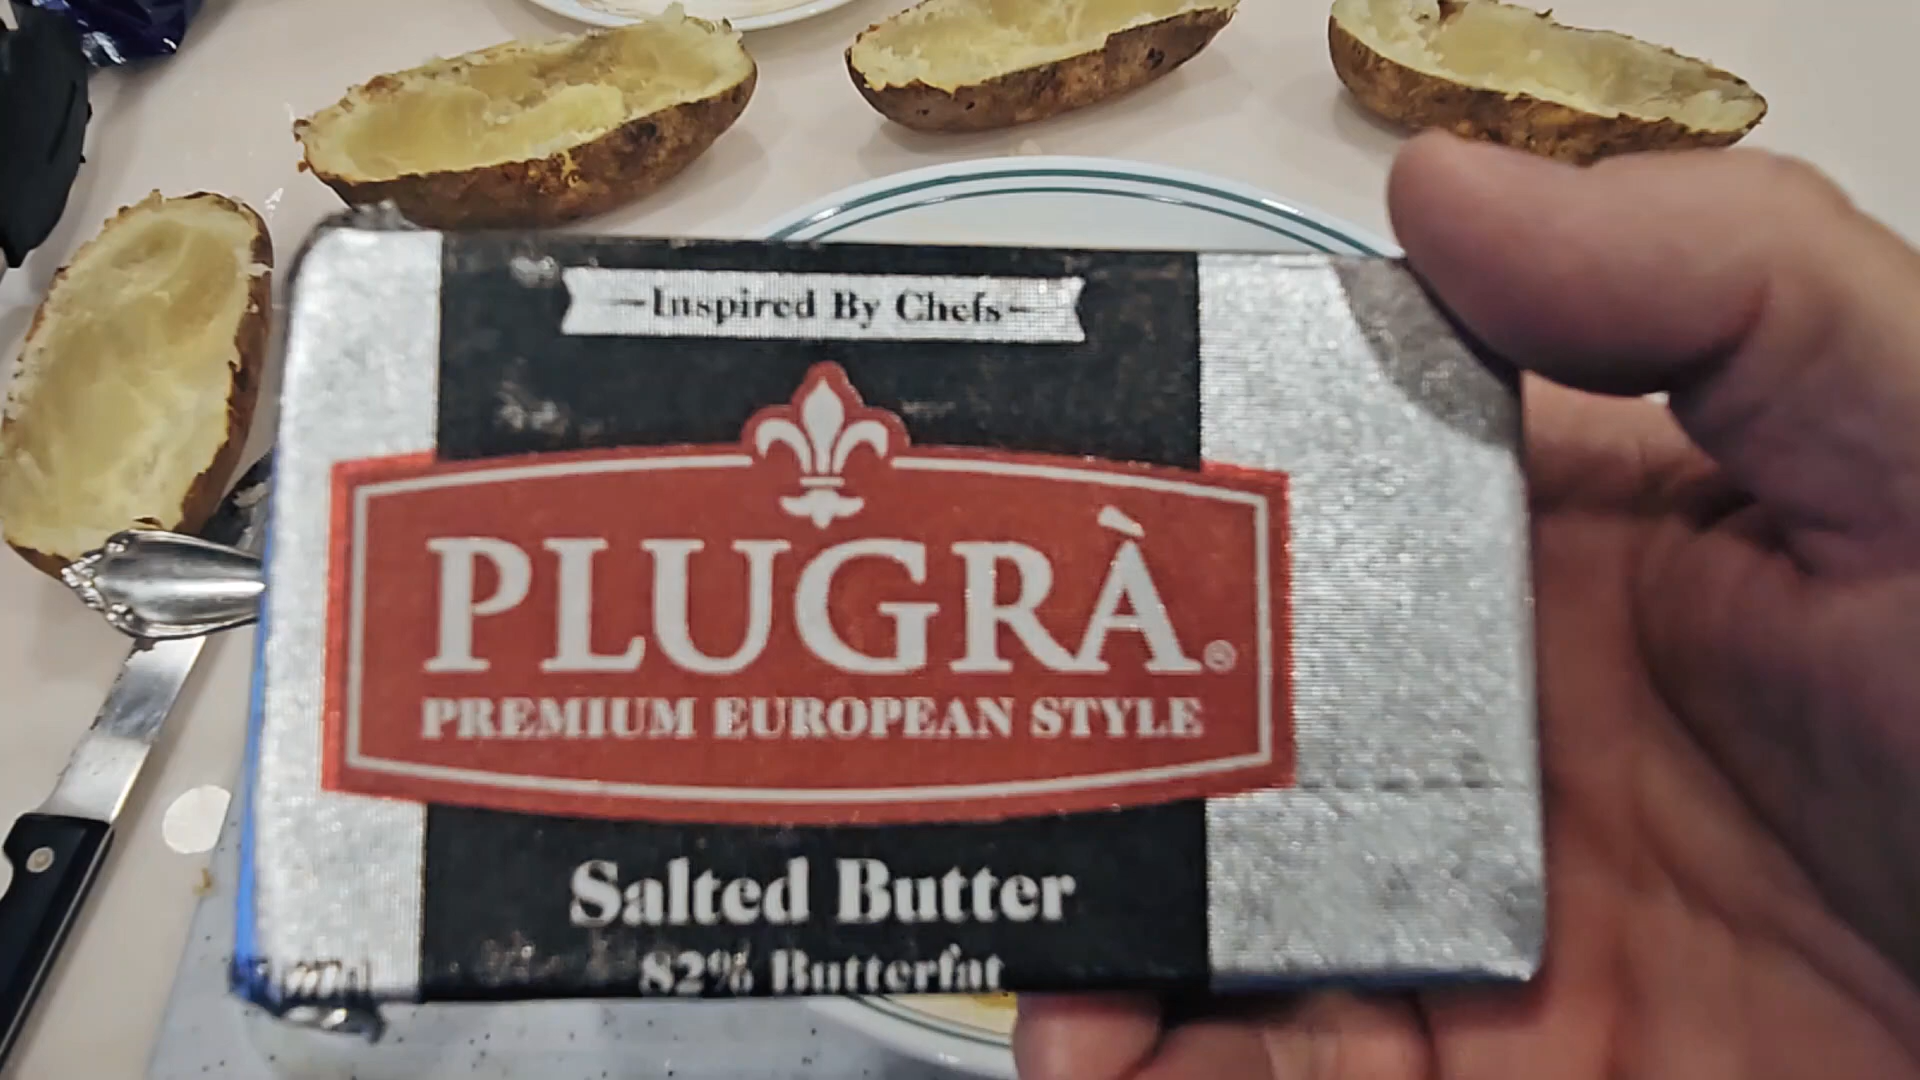 Inspired By Chefs
PLUGRÀ®
PREMIUM EUROPEAN STYLE
Salted Butter
82% Butterfat